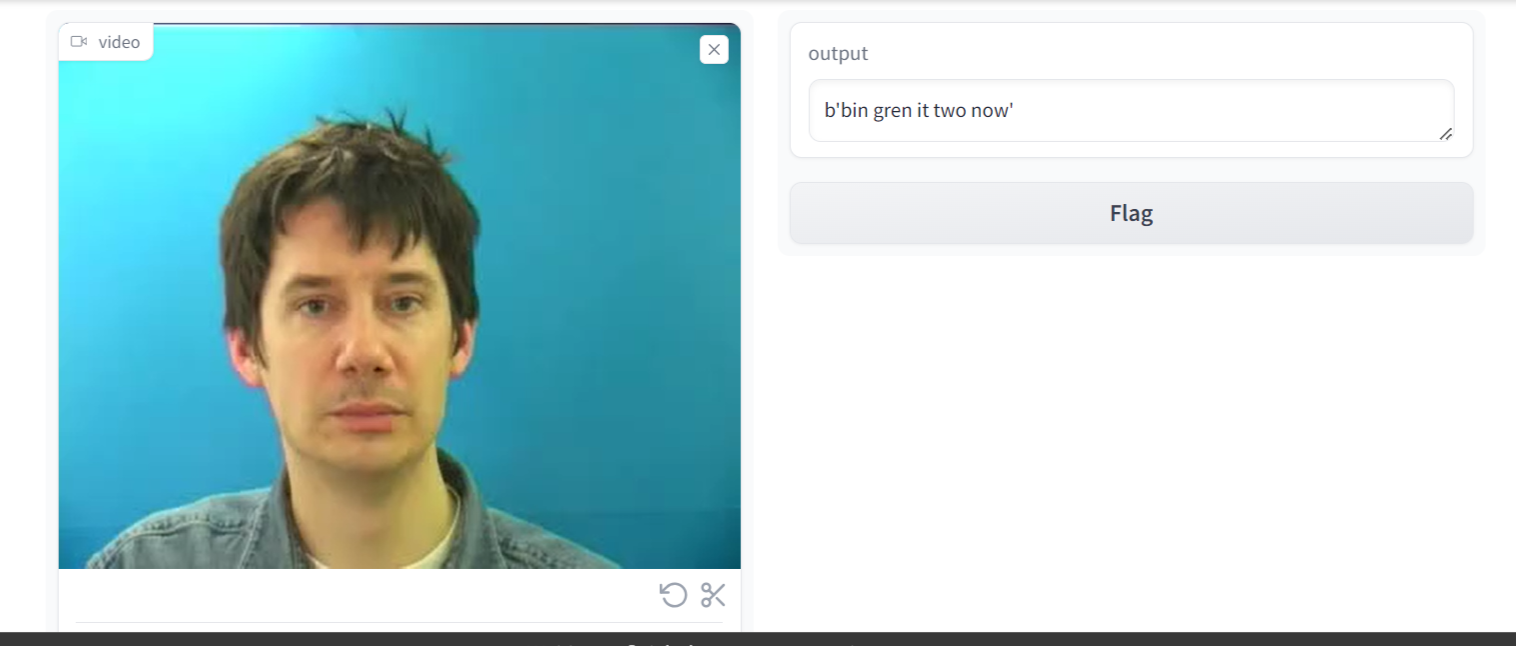 video
output
b'bin gren it two now'
Flag